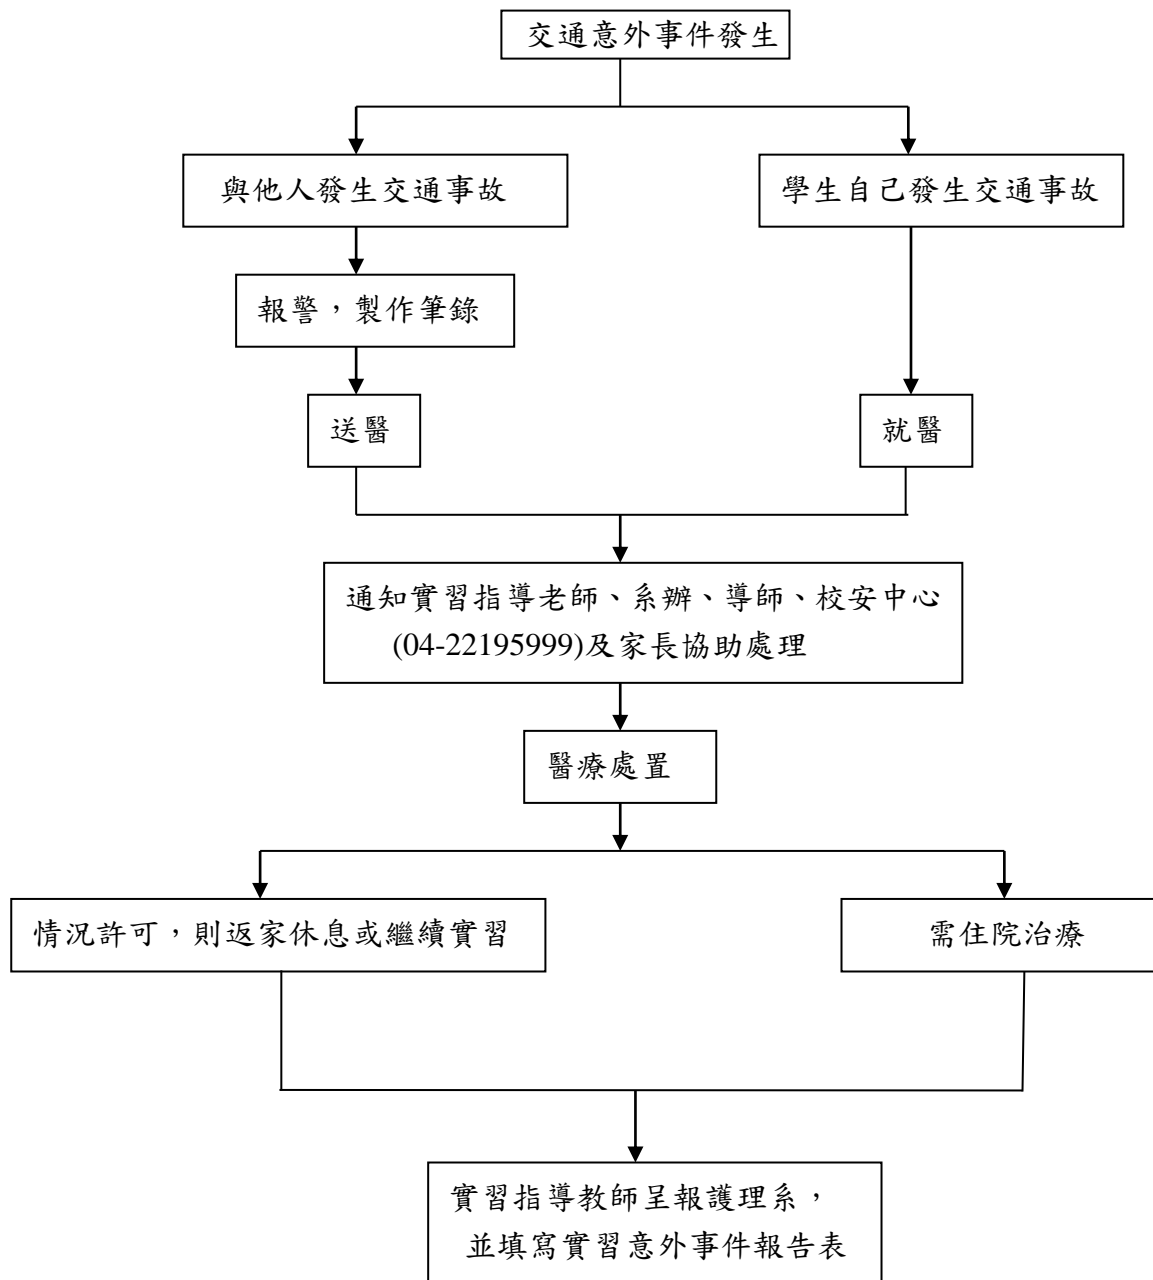 交通意外事件發生
與他人發生交通事故
學生自己發生交通事故
報警，製作筆錄
送醫
就醫
通知實習指導老師、系辦、導師、校安中心
(04-22195999)及家長協助處理
醫療處置
情況許可，則返家休息或繼續實習
需住院治療
實習指導教師呈報護理系，
並填寫實習意外事件報告表